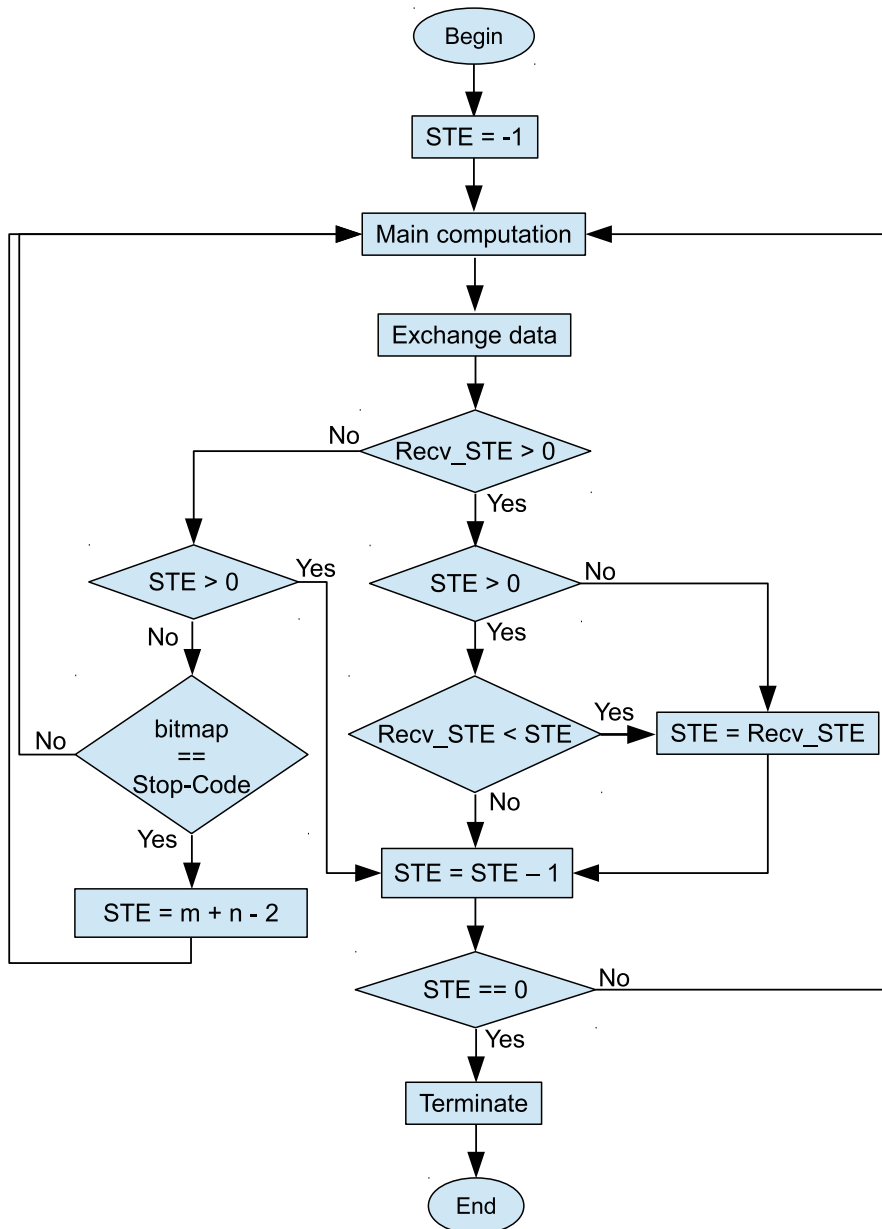 Begin
STE = -1
Main computation
Exchange data
No
Recv_STE > 0
Yes
STE > 0
Yes
STE > 0
No
No
Yes
bitmap
==
Stop-Code
No
Recv_STE < STE
Yes
STE = Recv_STE
Yes
No
STE = STE – 1
STE = m + n - 2
STE == 0
No
Yes
Terminate
End